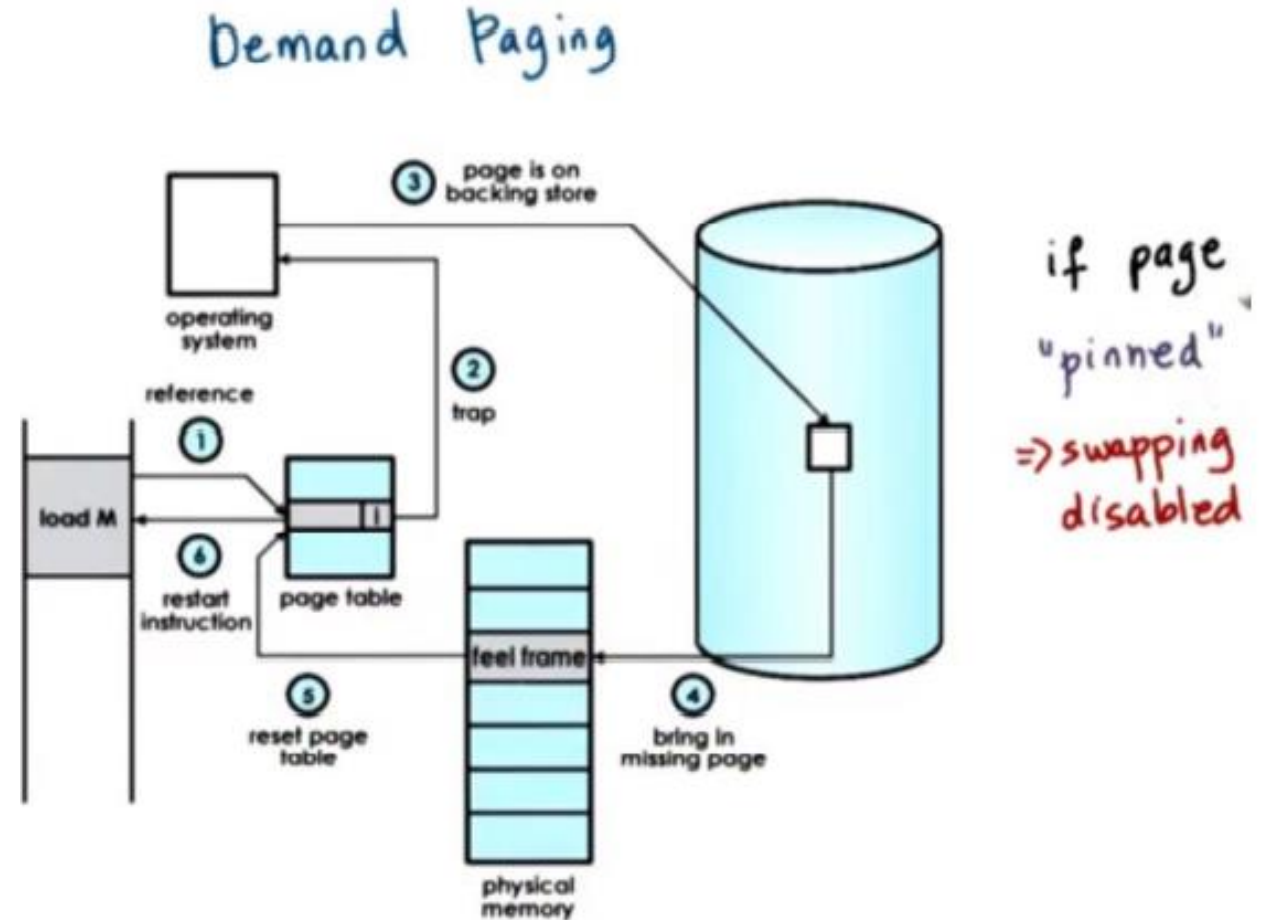 Demand Paging
3
page is on
backing store
if page
"pinned"
=> swapping
disabled
operating
system
2
trap
reference
1
load M
i
6
restart
instruction
page table
feel frame
5
reset page
table
4
bring in
missing page
physical
memory